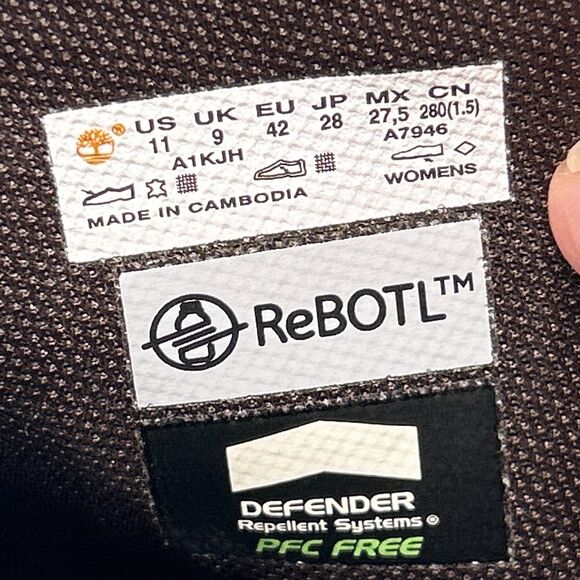 US UK EU JP MX CN
11 9 42 28 27,5 280(1.5)
A1KJH A7946
WOMENS
MADE IN CAMBODIA
ReBOTL™
DEFENDER
Repellent Systems®
PFC FREE